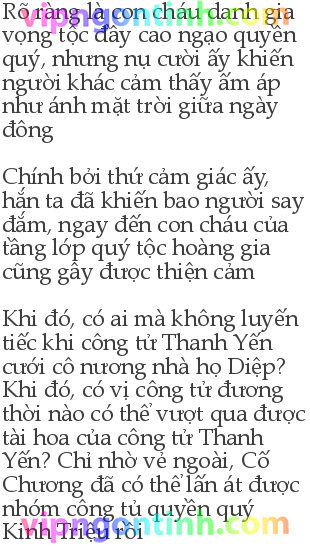 Rõ ràng là con cháu danh gia
vọng tộc đầy cao ngạo quyền
quý, nhưng nụ cười ấy khiến
người khác cảm thấy ấm áp
như ánh mặt trời giữa ngày
đông
Chính bởi thứ cảm giác ấy,
hắn ta đã khiến bao người say
đắm, ngay đến con cháu của
tầng lớp quý tộc hoàng gia
cũng gây được thiện cảm
Khi đó, có ai mà không luyến
tiếc khi công tử Thanh Yến
cưới cô nương nhà họ Diệp?
Khi đó, có vị công tử đương
thời nào có thể vượt qua được
tài hoa của công tử Thanh
Yến? Chỉ nhờ vẻ ngoài, Cố
Chương đã có thể lấn át được
nhóm công tủ quyền quý
Kinh Triệu rồi
vipngontinh.com